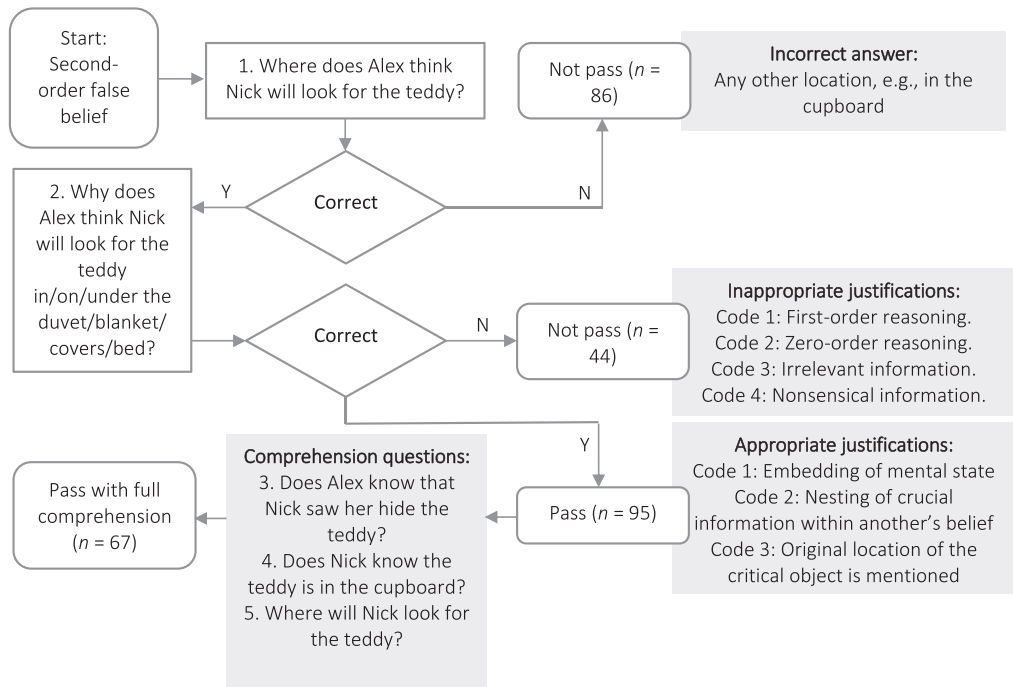 Start:
Second-
order false
belief
1. Where does Alex think
Nick will look for the teddy?
Not pass (n =
86)
Incorrect answer:
Any other location, e.g., in the
cupboard
Correct
Y
N
2. Why does
Alex think Nick
will look for the
teddy
in/on/under the
duvet/blanket/
covers/bed?
Correct
N
Not pass (n =
44)
Inappropriate justifications:
Code 1: First-order reasoning.
Code 2: Zero-order reasoning.
Code 3: Irrelevant information.
Code 4: Nonsensical information.
Y
Appropriate justifications:
Code 1: Embedding of mental state
Code 2: Nesting of crucial
information within another's belief
Code 3: Original location of the
critical object is mentioned
Pass (n = 95)
Comprehension questions:
3. Does Alex know that
Nick saw her hide the
teddy?
4. Does Nick know the
teddy is in the cupboard?
5. Where will Nick look for
the teddy?
Pass with full
comprehension
(n = 67)